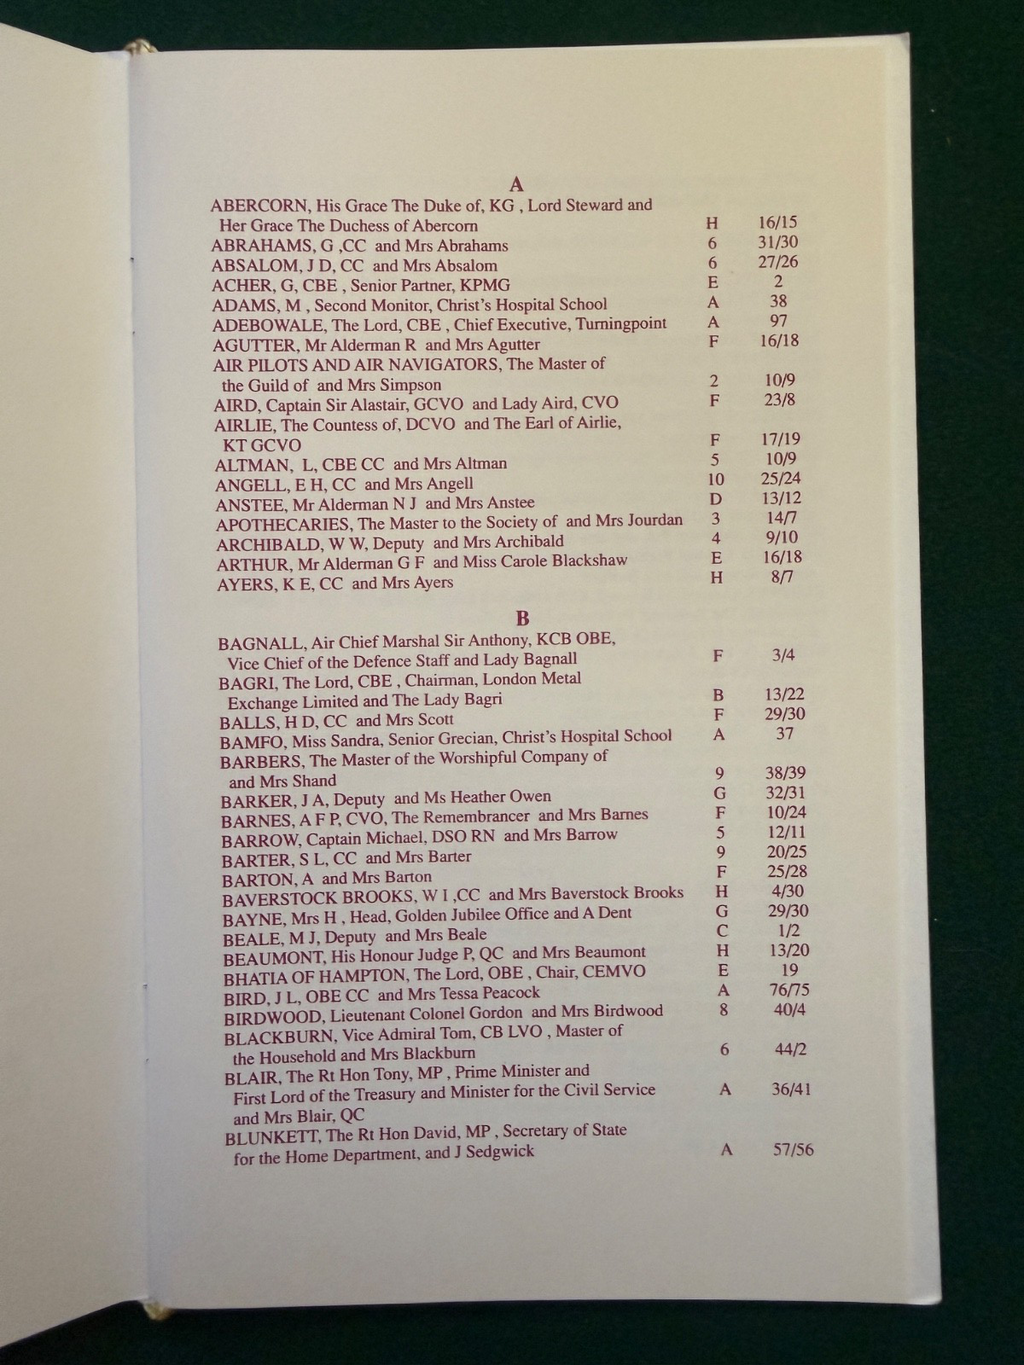 A
ABERCORN, His Grace The Duke of, KG , Lord Steward and
Her Grace The Duchess of Abercorn H 16/15
ABRAHAMS, G ,CC and Mrs Abrahams 6 31/30
ABSALOM, J D, CC and Mrs Absalom 6 27/26
ACHER, G, CBE , Senior Partner, KPMG E 2
ADAMS, M , Second Monitor, Christ's Hospital School A 38
ADEBOWALE, The Lord, CBE , Chief Executive, Turningpoint A 97
AGUTTER, Mr Alderman R and Mrs Agutter F 16/18
AIR PILOTS AND AIR NAVIGATORS, The Master of
the Guild of and Mrs Simpson 2 10/9
AIRD, Captain Sir Alastair, GCVO and Lady Aird, CVO F 23/8
AIRLIE, The Countess of, DCVO and The Earl of Airlie,
KT GCVO F 17/19
ALTMAN, L, CBE CC and Mrs Altman 5 10/9
ANGELL, E H, CC and Mrs Angell 10 25/24
ANSTEE, Mr Alderman N J and Mrs Anstee D 13/12
APOTHECARIES, The Master to the Society of and Mrs Jourdan 3 14/7
ARCHIBALD, W W, Deputy and Mrs Archibald 4 9/10
ARTHUR, Mr Alderman G F and Miss Carole Blackshaw E 16/18
AYERS, K E, CC and Mrs Ayers H 8/7
B
BAGNALL, Air Chief Marshal Sir Anthony, KCB OBE,
Vice Chief of the Defence Staff and Lady Bagnall F 3/4
BAGRI, The Lord, CBE , Chairman, London Metal
Exchange Limited and The Lady Bagri B 13/22
BALLS, H D, CC and Mrs Scott F 29/30
BAMFO, Miss Sandra, Senior Grecian, Christ's Hospital School A 37
BARBERS, The Master of the Worshipful Company of
and Mrs Shand 9 38/39
BARKER, J A, Deputy and Ms Heather Owen G 32/31
BARNES, A F P, CVO, The Remembrancer and Mrs Barnes F 10/24
BARROW, Captain Michael, DSO RN and Mrs Barrow 5 12/11
BARTER, S L, CC and Mrs Barter 9 20/25
BARTON, A and Mrs Barton F 25/28
BAVERSTOCK BROOKS, W I ,CC and Mrs Baverstock Brooks H 4/30
BAYNE, Mrs H , Head, Golden Jubilee Office and A Dent G 29/30
BEALE, M J, Deputy and Mrs Beale C 1/2
BEAUMONT, His Honour Judge P, QC and Mrs Beaumont H 13/20
BHATIA OF HAMPTON, The Lord, OBE , Chair, CEMVO E 19
BIRD, J L, OBE CC and Mrs Tessa Peacock A 76/75
BIRDWOOD, Lieutenant Colonel Gordon and Mrs Birdwood 8 40/4
BLACKBURN, Vice Admiral Tom, CB LVO , Master of
the Household and Mrs Blackburn 6 44/2
BLAIR, The Rt Hon Tony, MP , Prime Minister and
First Lord of the Treasury and Minister for the Civil Service A 36/41
and Mrs Blair, QC
BLUNKETT, The Rt Hon David, MP , Secretary of State
for the Home Department, and J Sedgwick A 57/56